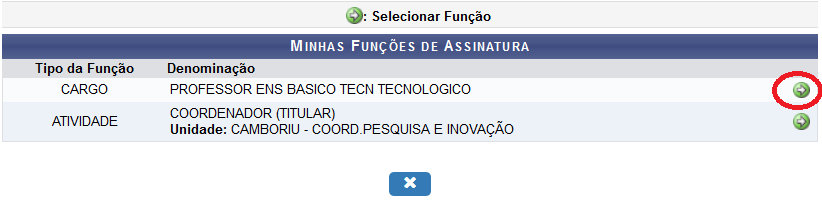 : Selecionar Função
MINHAS FUNÇÕES DE ASSINATURA
Tipo da Função Denominação
CARGO PROFESSOR ENS BASICO TECN TECNOLOGICO
ATIVIDADE COORDENADOR (TITULAR)
Unidade: CAMBORIU - COORD.PESQUISA E INOVAÇÃO